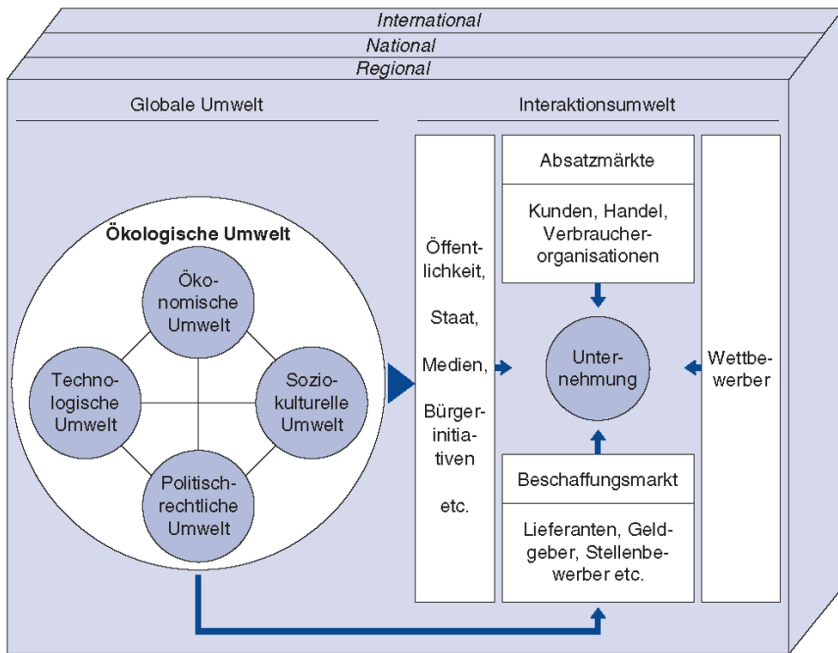 International
National
Regional
Globale Umwelt
Interaktionsumwelt
Ökologische Umwelt
Öko-
nomische
Umwelt
Techno-
logische
Umwelt
Sozio-
kulturelle
Umwelt
Politisch-
rechtliche
Umwelt
Öffent-
lichkeit,
Staat,
Medien,
Bürger-
initia-
tiven
etc.
Absatzmärkte
Kunden, Handel,
Verbraucher-
organisationen
Unter-
nehmung
Wettbe-
werber
Beschaffungsmarkt
Lieferanten, Geld-
geber, Stellenbe-
werber etc.